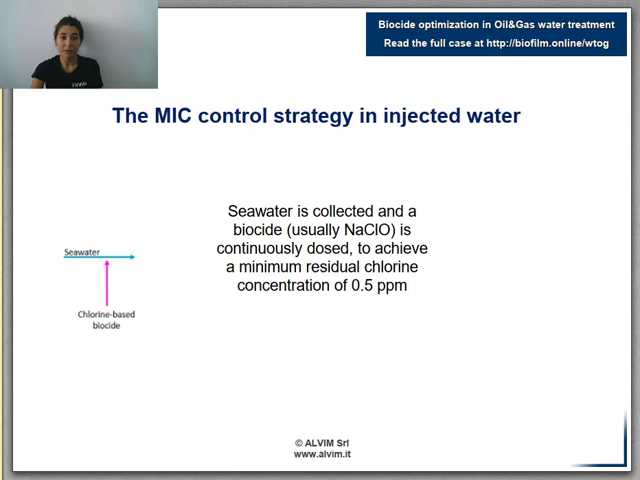 Biocide optimization in Oil&Gas water treatment
Read the full case at http://biofilm.online/wtog
The MIC control strategy in injected water
Seawater is collected and a
biocide (usually NaClO) is
continuously dosed, to achieve
a minimum residual chlorine
concentration of 0.5 ppm
Seawater
Chlorine-based
biocide
© ALVIM Srl
www.alvim.it